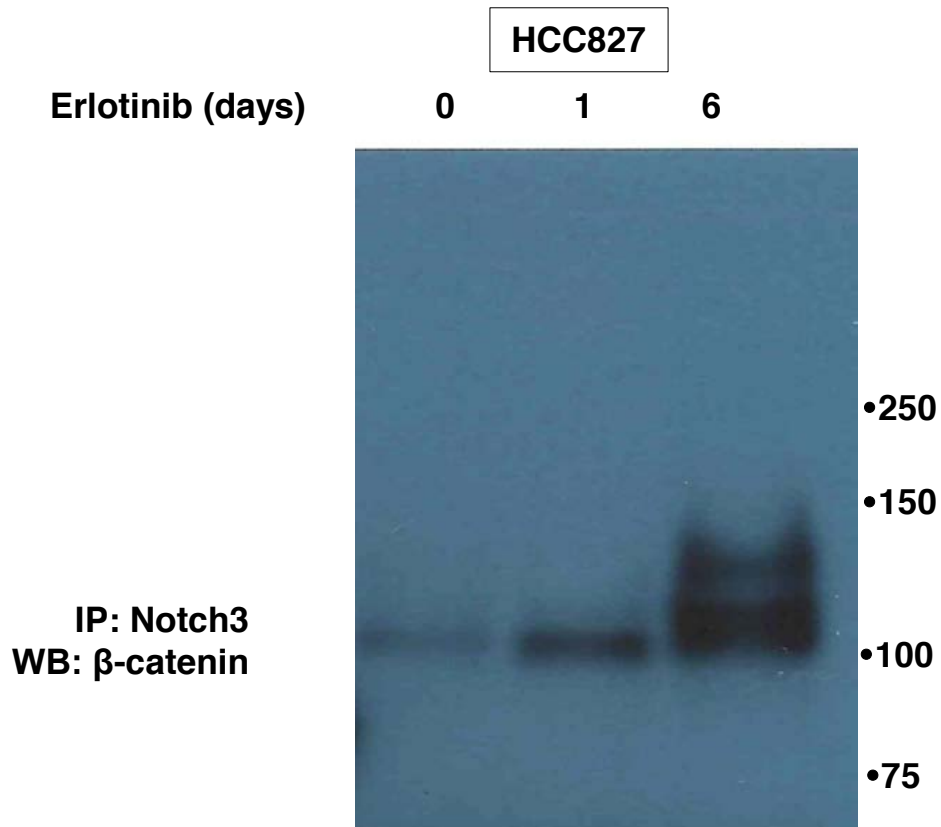 HCC827
Erlotinib (days) 0 1 6
•250
•150
IP: Notch3
WB: β-catenin
•100
•75